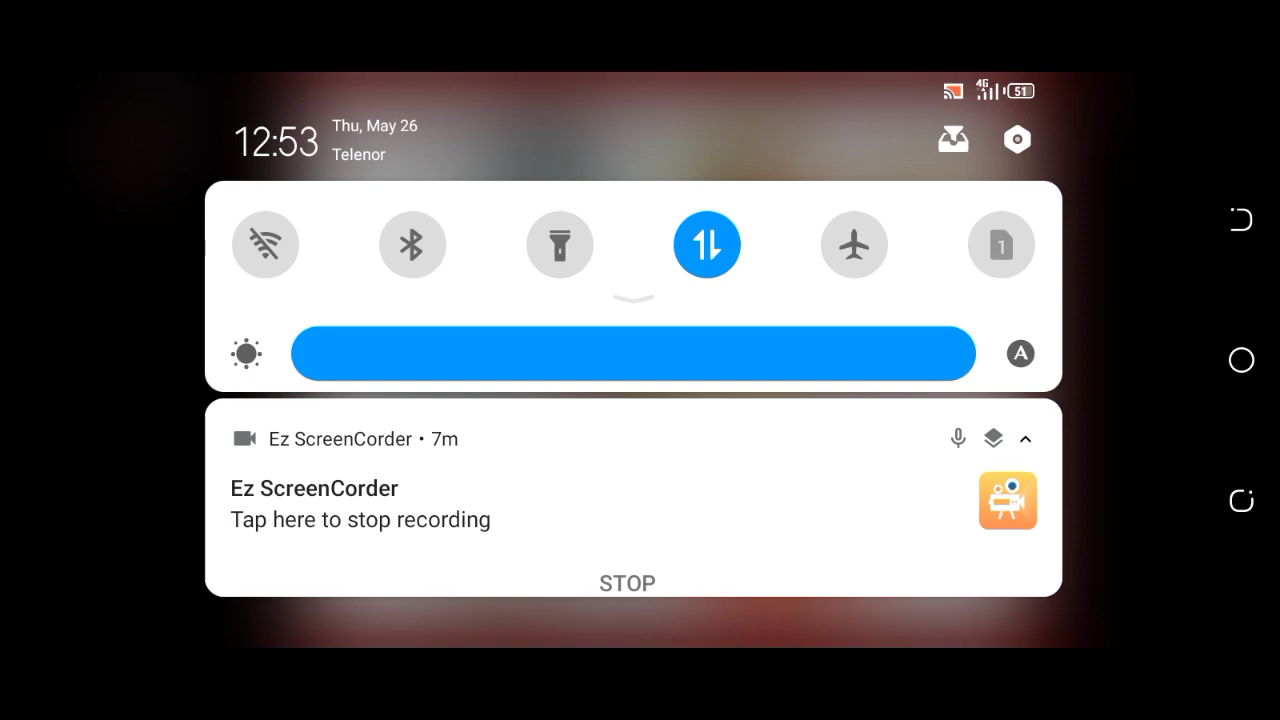 4G
51
12:53
Thu, May 26
Telenor
1
A
Ez ScreenCorder • 7m
Ez ScreenCorder
Tap here to stop recording
STOP